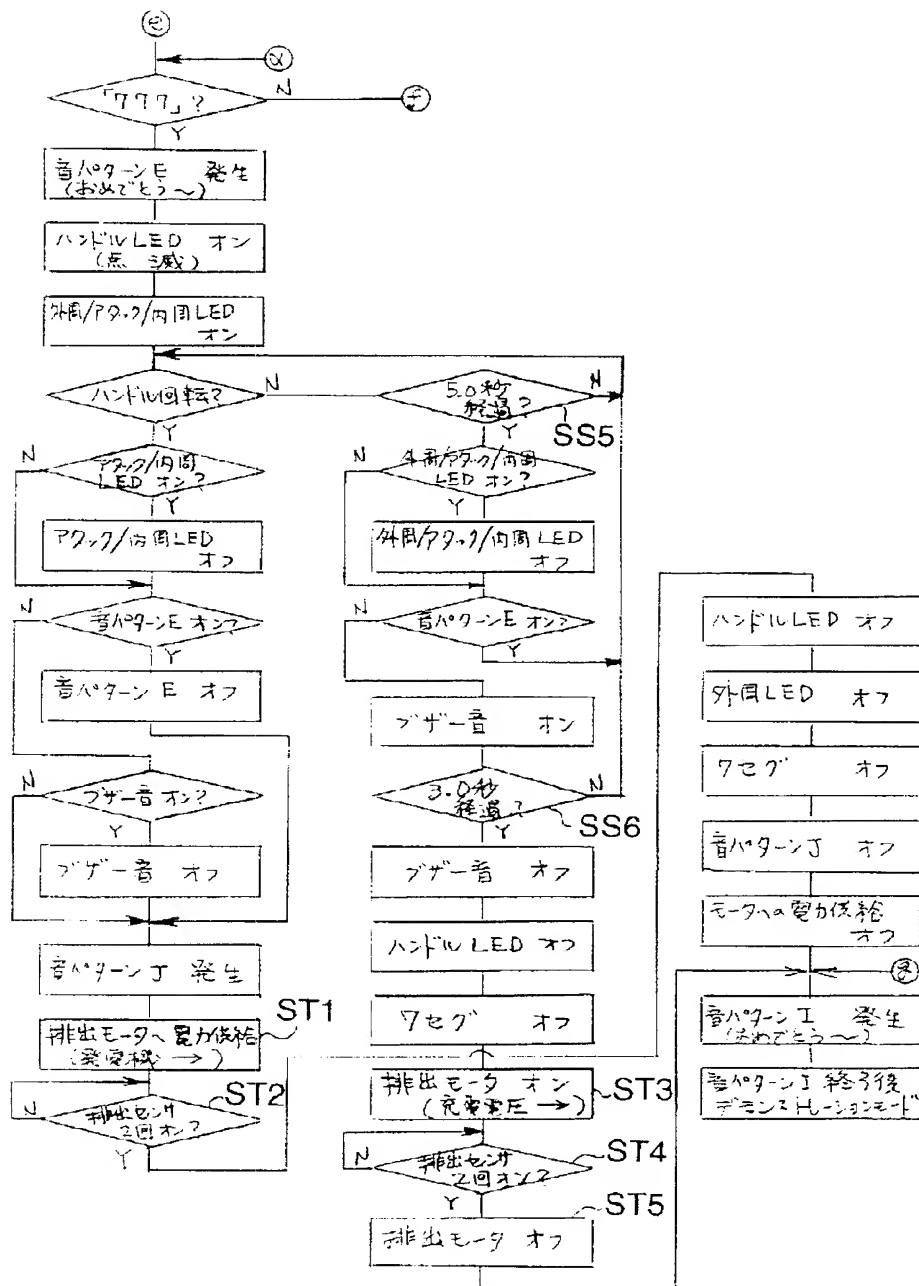 e
α
「777」?
N
f
Y
音パターンE 発生
(おめでとう〜)
ハンドルLED オン
(点滅)
外周/アタック/内周LED
オン
ハンドル回転?
N
Y
アタック/内周
LED オン?
N
Y
アタック/内周LED
オフ
音パターンE オン?
N
Y
音パターンE オフ
ブザー音 オン?
N
Y
ブザー音 オフ
音パターンJ 発生
排出モータへ電力供給
(発電機 →)
ST1
排出センサ
2回オン?
ST2
N
Y
5.0秒
経過?
N
SS5
Y
外周/アタック/内周
LED オン?
N
Y
外周/アタック/内周LED
オフ
音パターンE オン?
N
Y
ブザー音 オン
3.0秒
経過?
N
SS6
Y
ブザー音 オフ
ハンドルLED オフ
7セグ オフ
排出モータ オン
(充電電圧 →)
ST3
排出センサ
2回オン?
ST4
N
Y
ST5
排出モータ オフ
ハンドルLED オフ
外周LED オフ
7セグ オフ
音パターンJ オフ
モータへの電力供給
オフ
音パターンI 発生
(おめでとう〜)
音パターンI 終了後
デモンストレーションモード